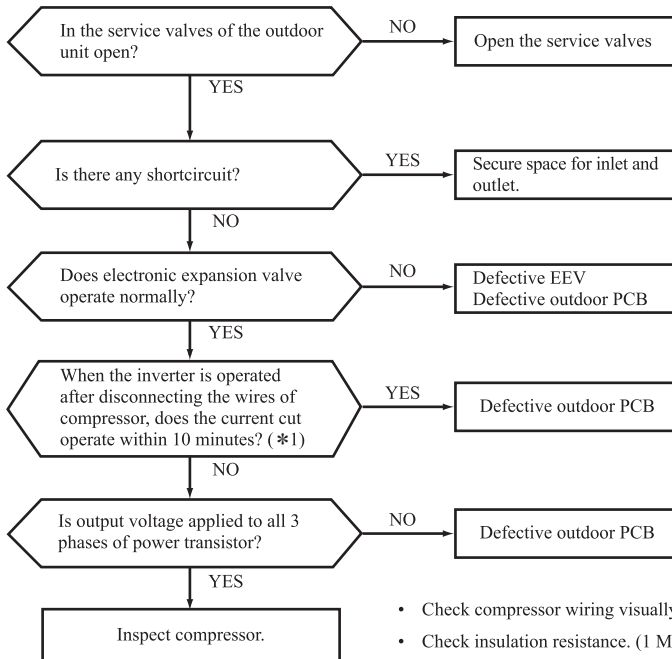 In the service valves of the outdoor
unit open?
NO
Open the service valves
YES
Is there any shortcircuit?
YES
Secure space for inlet and
outlet.
NO
Does electronic expansion valve
operate normally?
NO
Defective EEV
Defective outdoor PCB
YES
When the inverter is operated
after disconnecting the wires of
compressor, does the current cut
operate within 10 minutes? (*1)
YES
Defective outdoor PCB
NO
Is output voltage applied to all 3
phases of power transistor?
NO
Defective outdoor PCB
YES
Inspect compressor.
• Check compressor wiring visually
• Check insulation resistance. (1 M